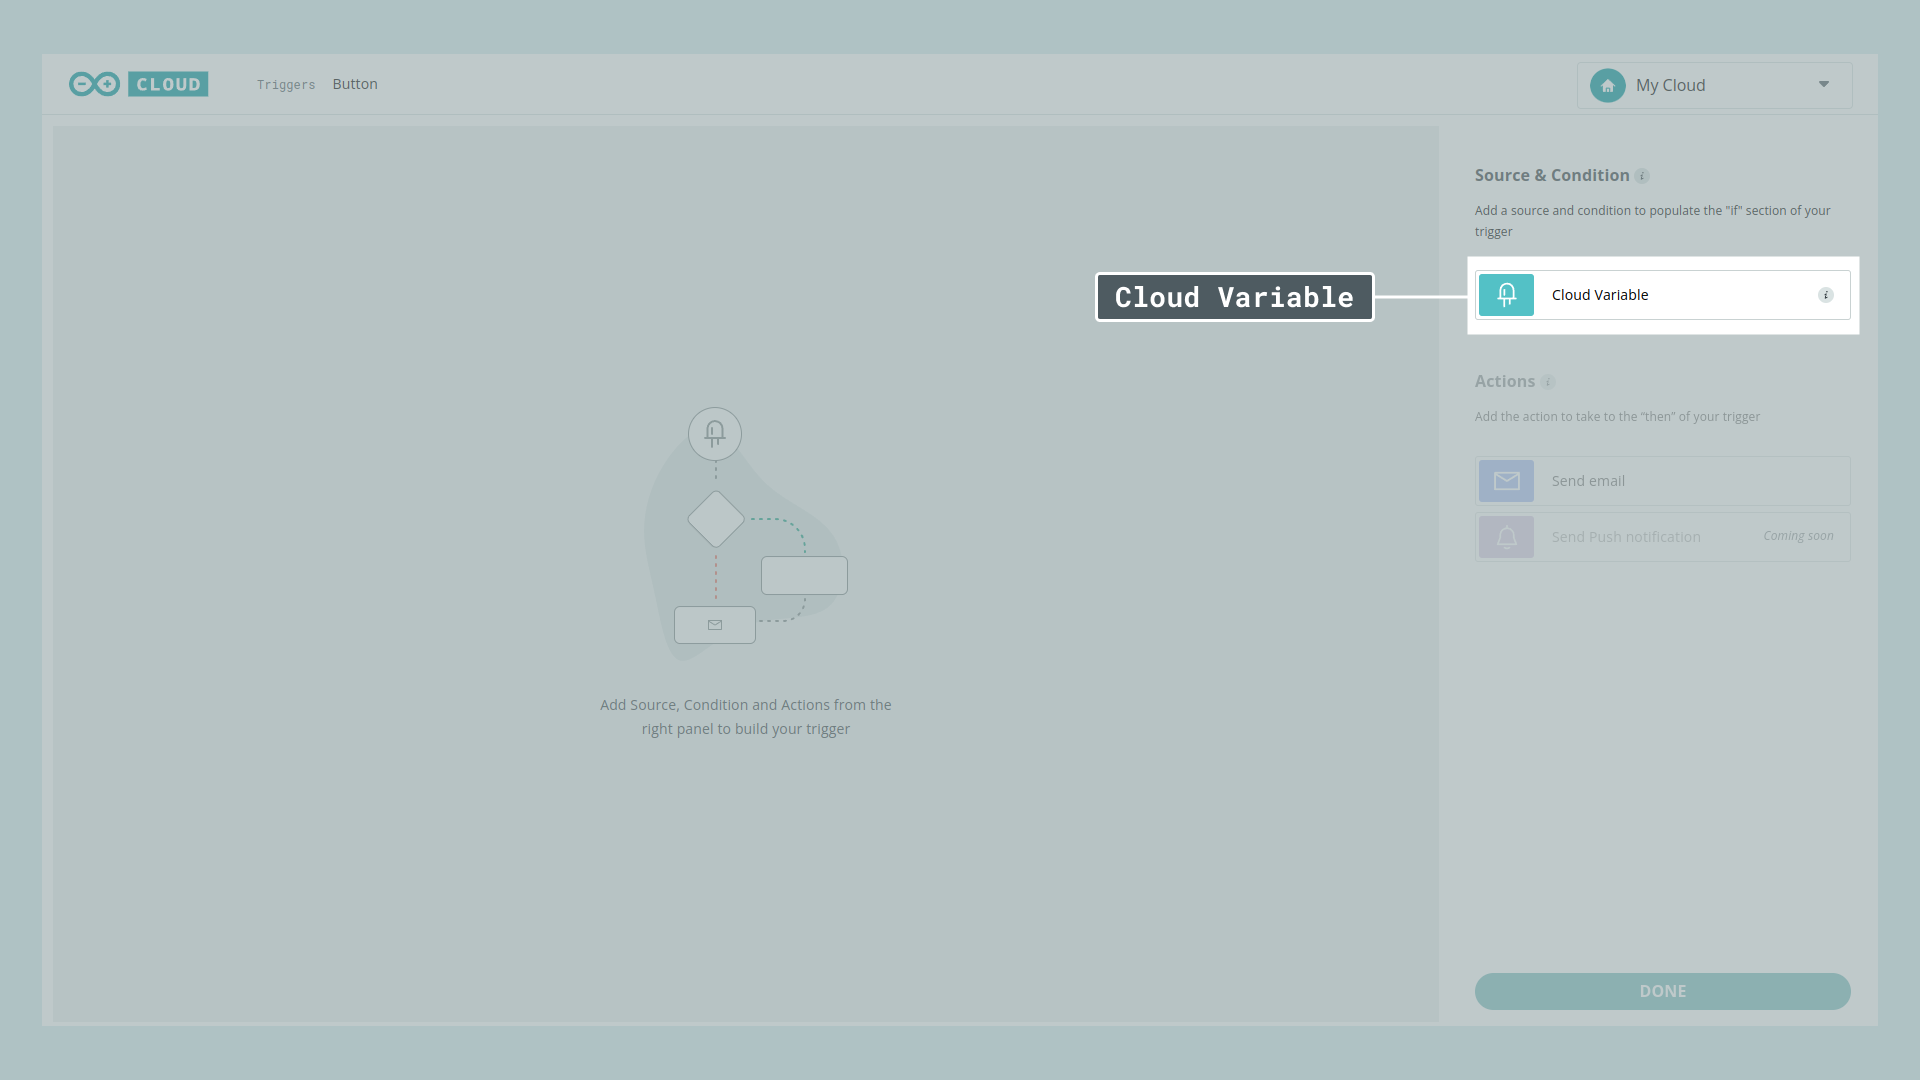 CLOUD
Triggers Button
My Cloud
Source & Condition i
Add a source and condition to populate the "if" section of your
trigger
Cloud Variable
Cloud Variable i
Actions i
Add the action to take to the “then” of your trigger
Send email
Send Push notification Coming soon
Add Source, Condition and Actions from the
right panel to build your trigger
DONE